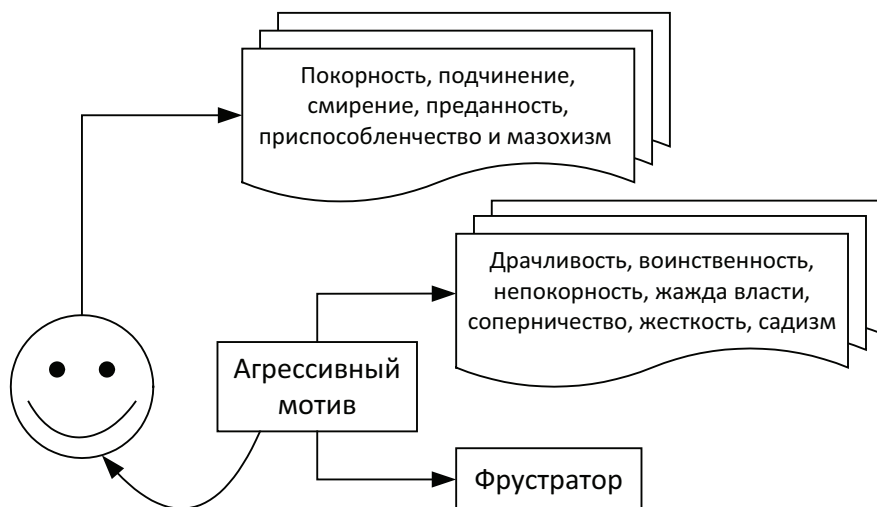 Покорность, подчинение,
смирение, преданность,
приспособленчество и мазохизм
Драчливость, воинственность,
непокорность, жажда власти,
соперничество, жесткость, садизм
Агрессивный
мотив
Фрустратор